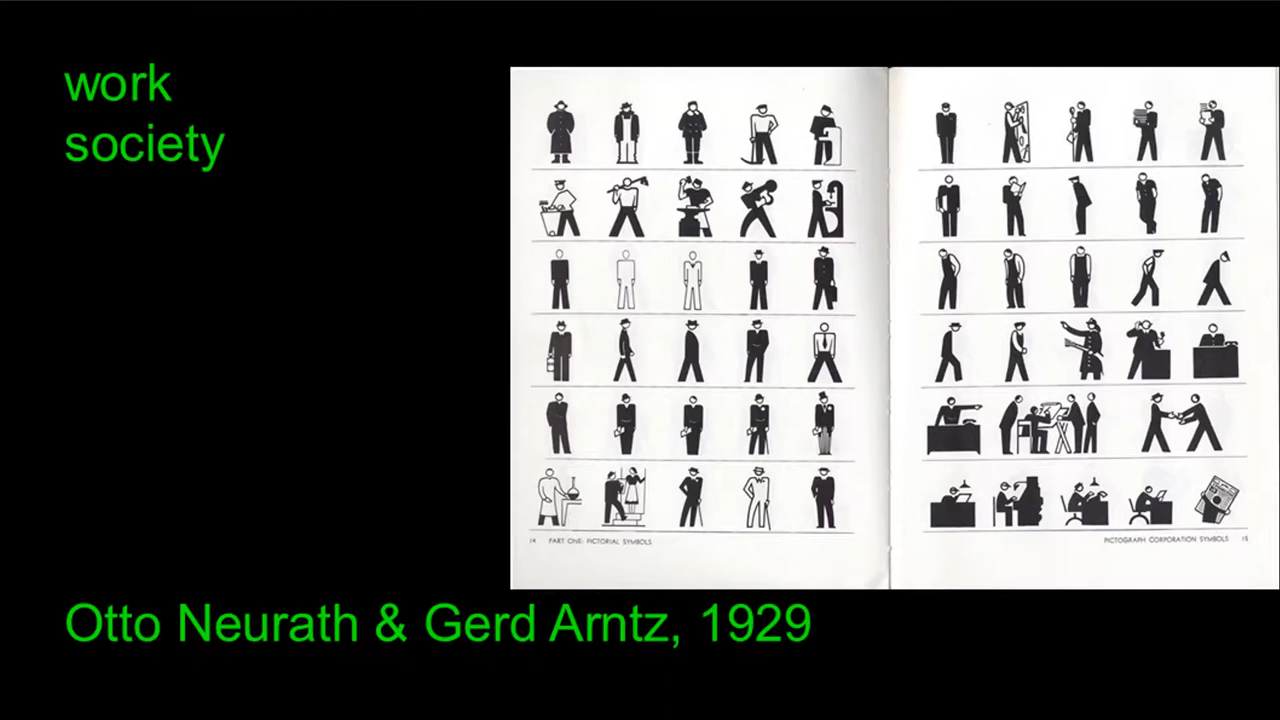 work
society
14 PART ONE: PICTORIAL SYMBOLS
PICTOGRAPH CORPORATION SYMBOLS 15
Otto Neurath & Gerd Arntz, 1929